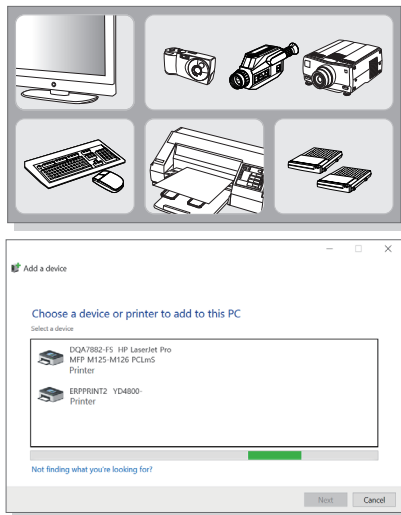 Add a device
Choose a device or printer to add to this PC
Select a device
DQA7882-F5 HP LaserJet Pro
MFP M125-M126 PCLmS
Printer
ERPPRINT2 YD4800-
Printer
Not finding what you're looking for?
Next Cancel